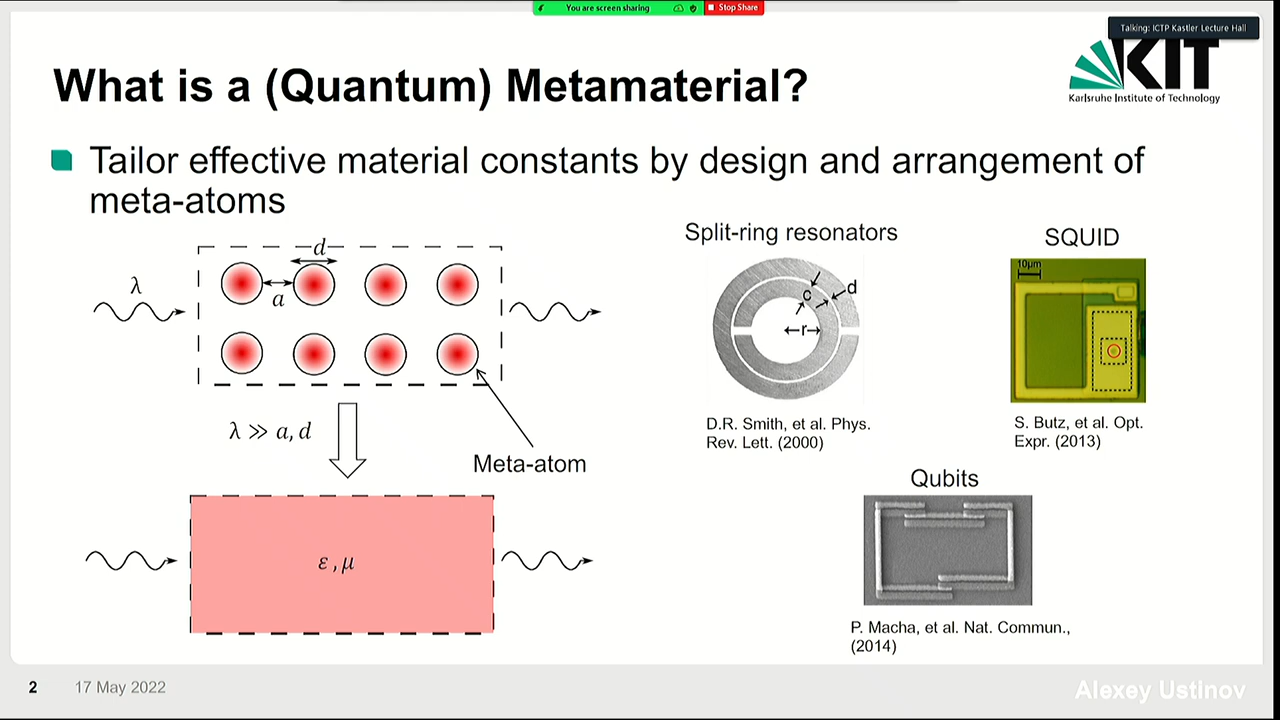 You are screen sharing
Stop Share
Talking: ICTP Kastler Lecture Hall
KIT
Karlsruhe Institute of Technology
What is a (Quantum) Metamaterial?
Tailor effective material constants by design and arrangement of
meta-atoms
λ
d
a
λ ≫ a, d
Meta-atom
ε , μ
Split-ring resonators
c
d
r
D.R. Smith, et al. Phys.
Rev. Lett. (2000)
SQUID
10μm
S. Butz, et al. Opt.
Expr. (2013)
Qubits
P. Macha, et al. Nat. Commun.,
(2014)
2
17 May 2022
Alexey Ustinov